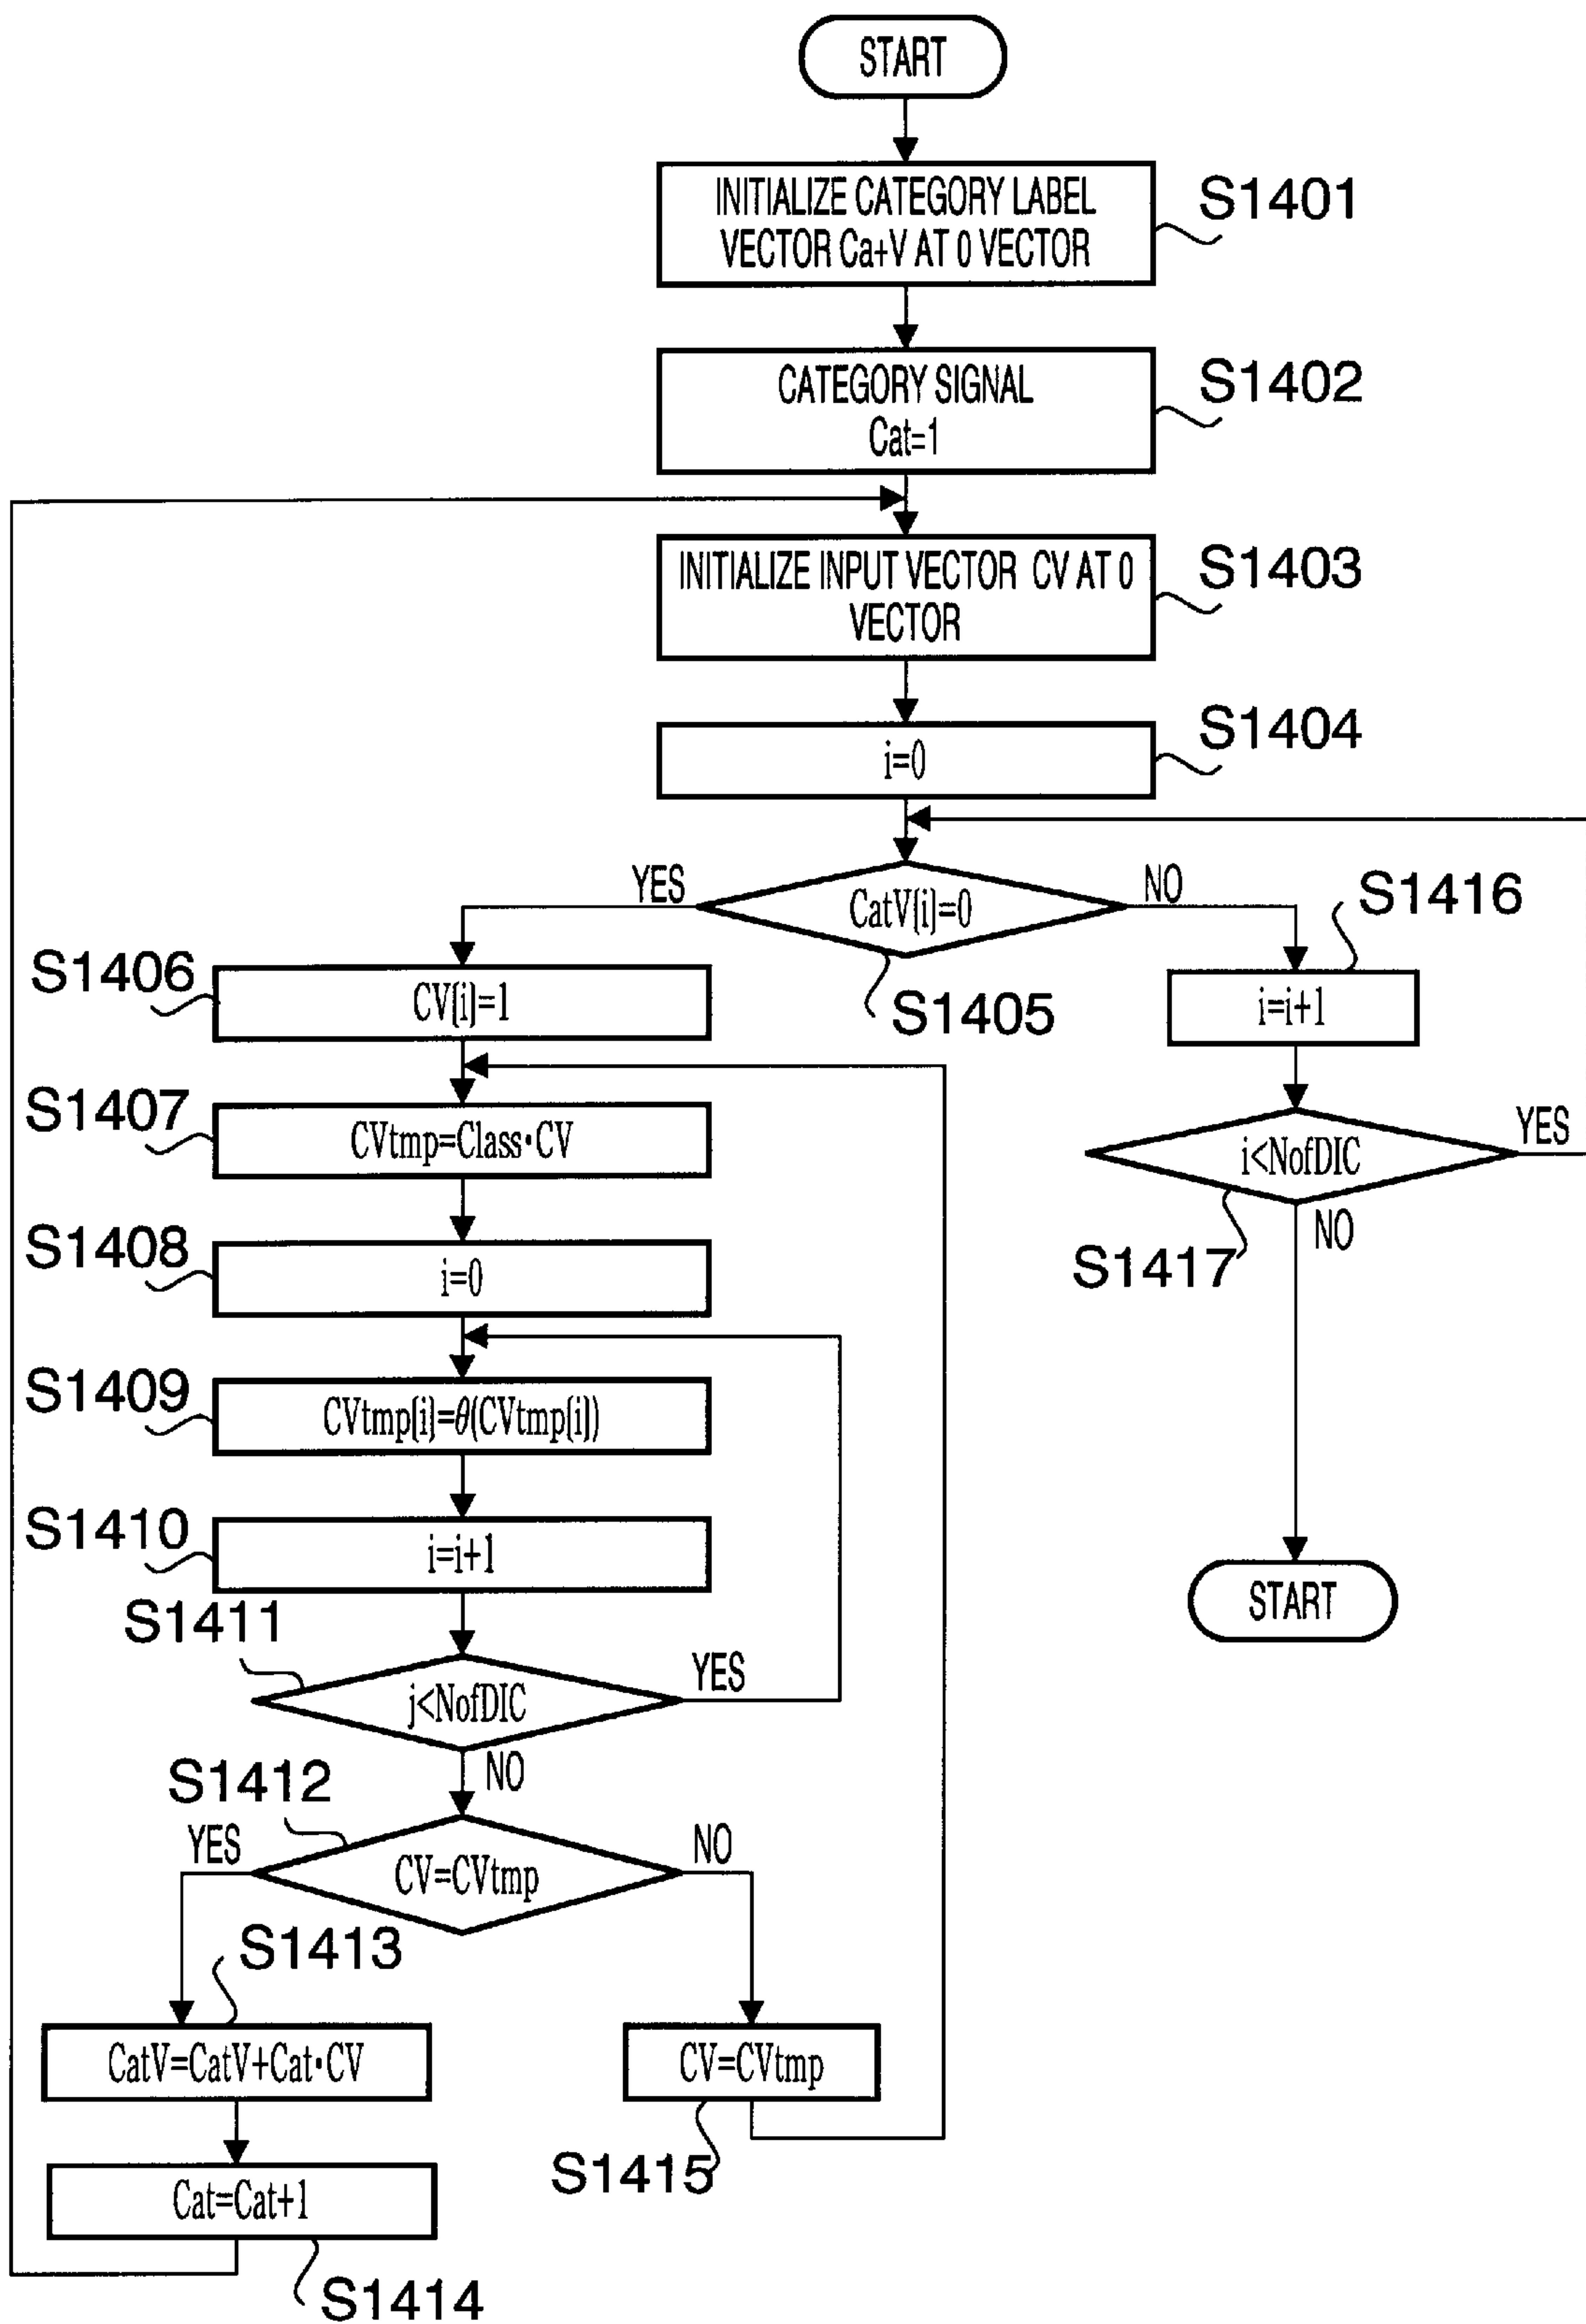 START
INITIALIZE CATEGORY LABEL
VECTOR Ca+V AT 0 VECTOR
S1401
CATEGORY SIGNAL
Cat=1
S1402
INITIALIZE INPUT VECTOR CV AT 0
VECTOR
S1403
i=0
S1404
CatV[i]=0
YES
NO
S1405
S1416
i=i+1
S1406
CV[i]=1
S1407
CVtmp=Class·CV
i<NofDIC
YES
NO
S1417
S1408
i=0
S1409
CVtmp[i]=θ(CVtmp[i])
S1410
i=i+1
START
S1411
j<NofDIC
YES
NO
S1412
CV=CVtmp
YES
NO
S1413
CatV=CatV+Cat·CV
CV=CVtmp
S1415
Cat=Cat+1
S1414